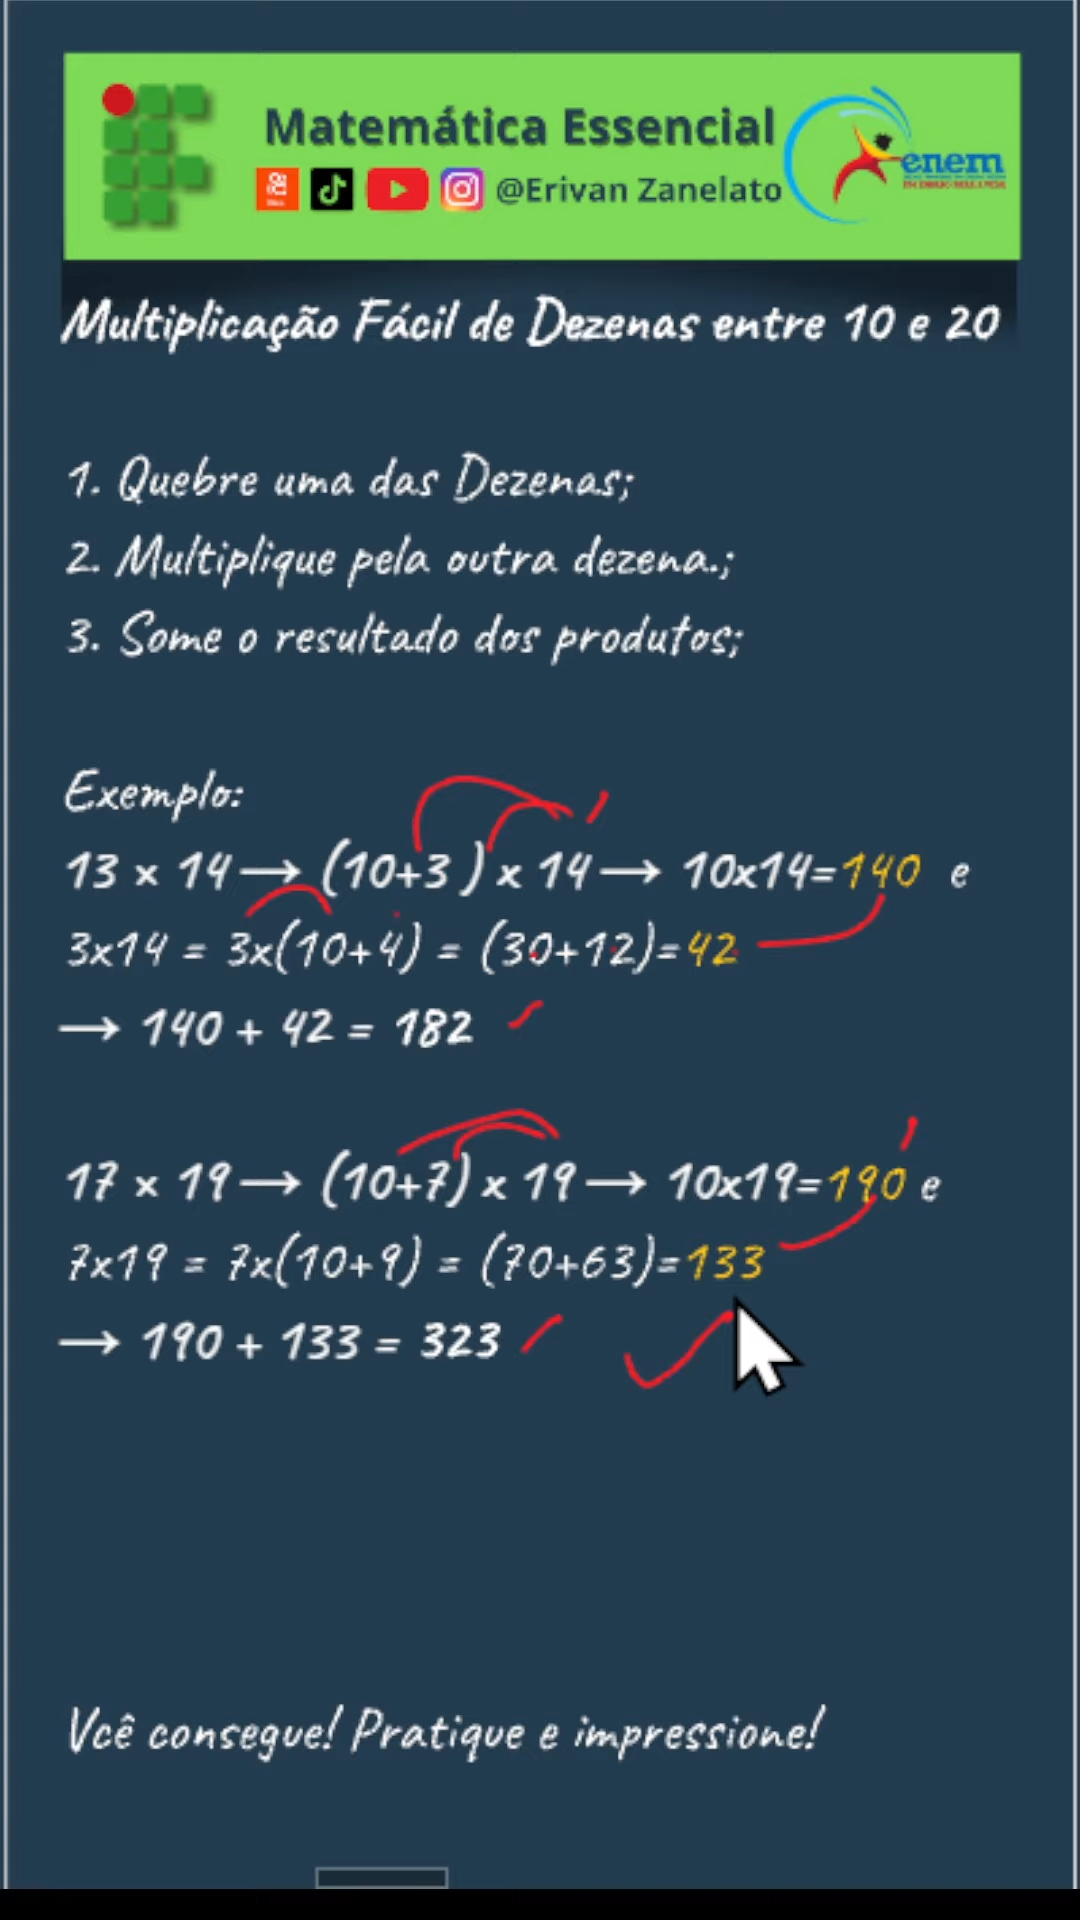 Matemática Essencial
@Erivan Zanelato
enem
Multiplicação Fácil de Dezenas entre 10 e 20
1. Quebre uma das Dezenas;
2. Multiplique pela outra dezena.;
3. Some o resultado dos produtos;
Exemplo:
13 x 14→ (10+3 ) x 14→ 10x14=140 e
3x14 = 3x(10+4) = (30+12)=42
→ 140 + 42 = 182
17 x 19→ (10+7) x 19→ 10x19=190 e
7x19 = 7x(10+9) = (70+63)=133
→ 190 + 133 = 323
Vcê consegue! Pratique e impressione!